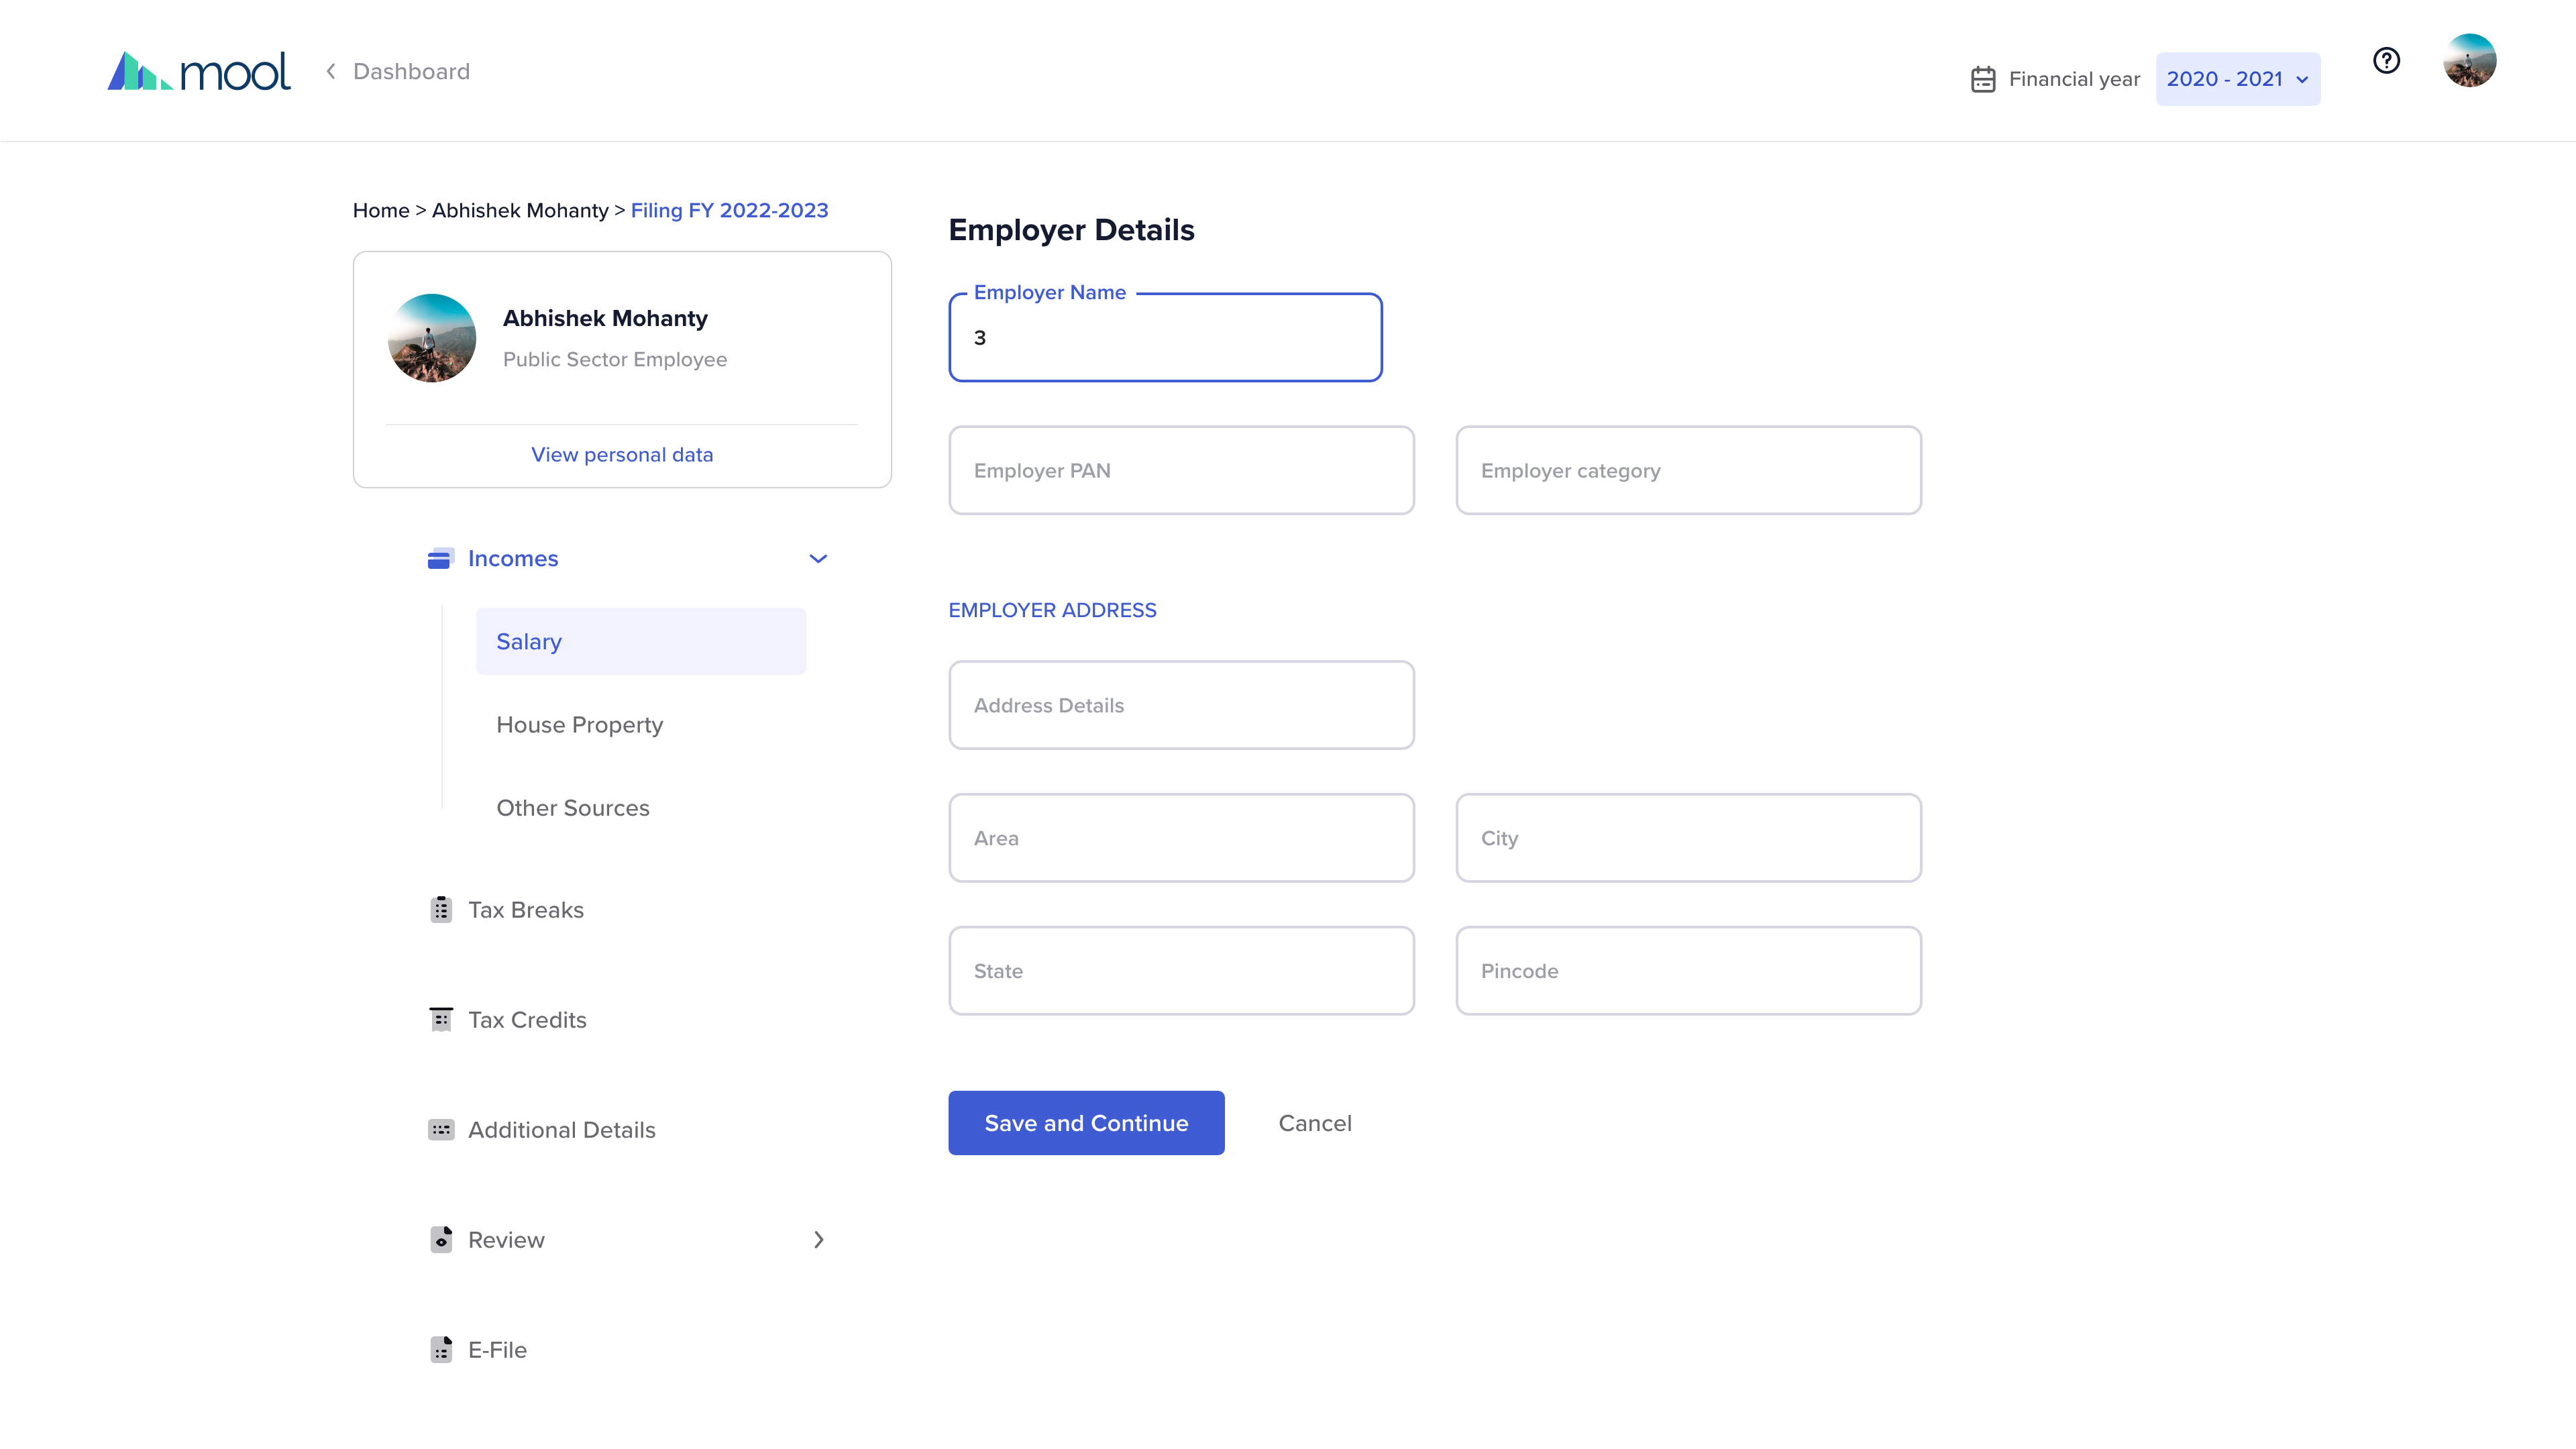 mool
Dashboard
Financial year
2020 - 2021
Home > Abhishek Mohanty > Filing FY 2022-2023
Abhishek Mohanty
Public Sector Employee
View personal data
Incomes
Salary
House Property
Other Sources
Tax Breaks
Tax Credits
Additional Details
Review
E-File
Employer Details
Employer Name
3
Employer PAN
Employer category
EMPLOYER ADDRESS
Address Details
Area
City
State
Pincode
Save and Continue
Cancel